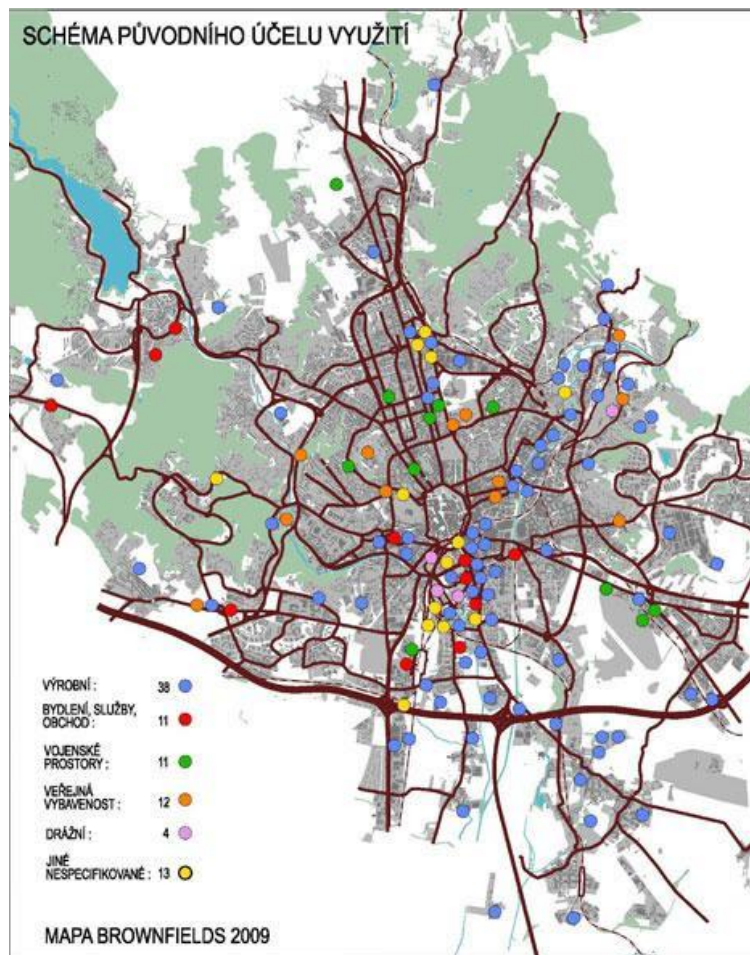 SCHÉMA PŮVODNÍHO ÚČELU VYUŽITÍ
VÝROBNÍ : 38
BYDLENÍ, SLUŽBY,
OBCHOD : 11
VOJENSKÉ
PROSTORY : 11
VEŘEJNÁ
VYBAVENOST : 12
DRÁŽNÍ : 4
JINÉ
NESPECIFIKOVANÉ : 13
MAPA BROWNFIELDS 2009